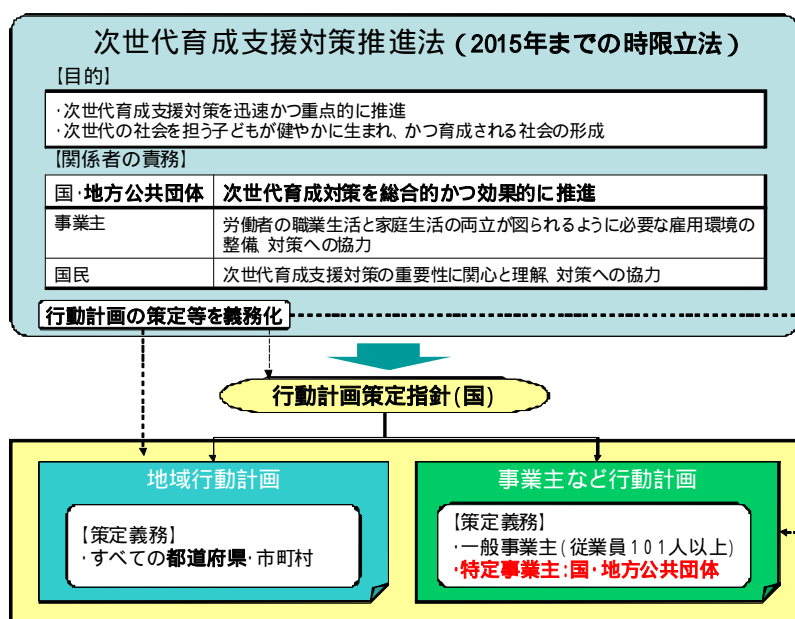 次世代育成支援対策推進法(2015年までの時限立法)
【目的】
・次世代育成支援対策を迅速かつ重点的に推進
・次世代の社会を担う子どもが健やかに生まれ、かつ育成される社会の形成
【関係者の責務】
国・地方公共団体 次世代育成対策を総合的かつ効果的に推進
事業主 労働者の職業生活と家庭生活の両立が図られるように必要な雇用環境の
整備、対策への協力
国民 次世代育成支援対策の重要性に関心と理解、対策への協力
行動計画の策定等を義務化
行動計画策定指針(国)
地域行動計画
【策定義務】
・すべての都道府県・市町村
事業主など行動計画
【策定義務】
・一般事業主(従業員101人以上)
・特定事業主:国・地方公共団体